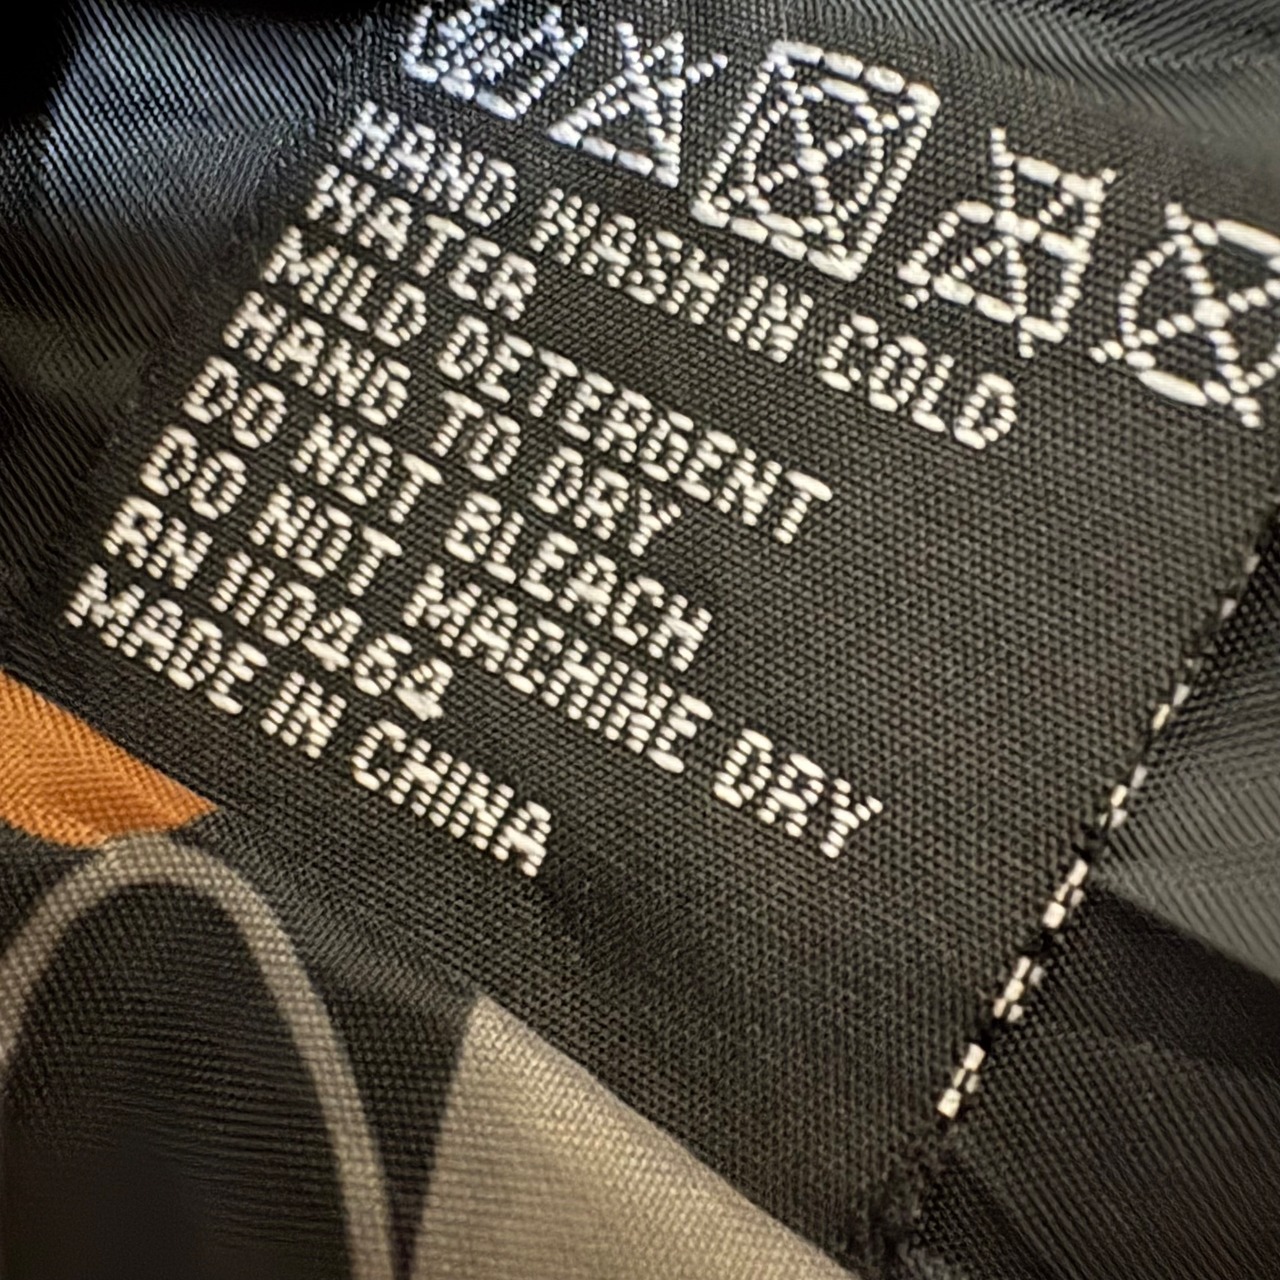 HAND WASH IN COLD
WATER
MILD DETERGENT
HANG TO DRY
DO NOT BLEACH
DO NOT MACHINE DRY
RN 110464
MADE IN CHINA